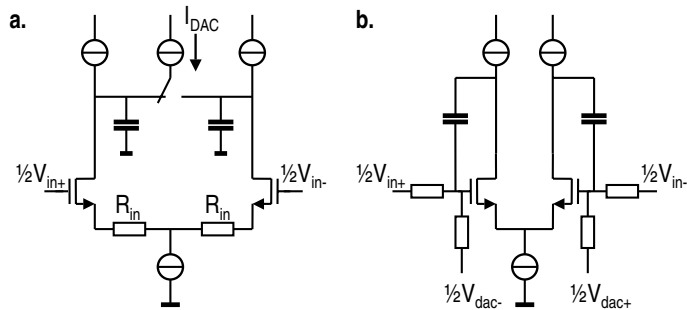 a.
I_DAC
b.
½V_in+
½V_in-
½V_in+
½V_in-
R_in
R_in
½V_dac-
½V_dac+